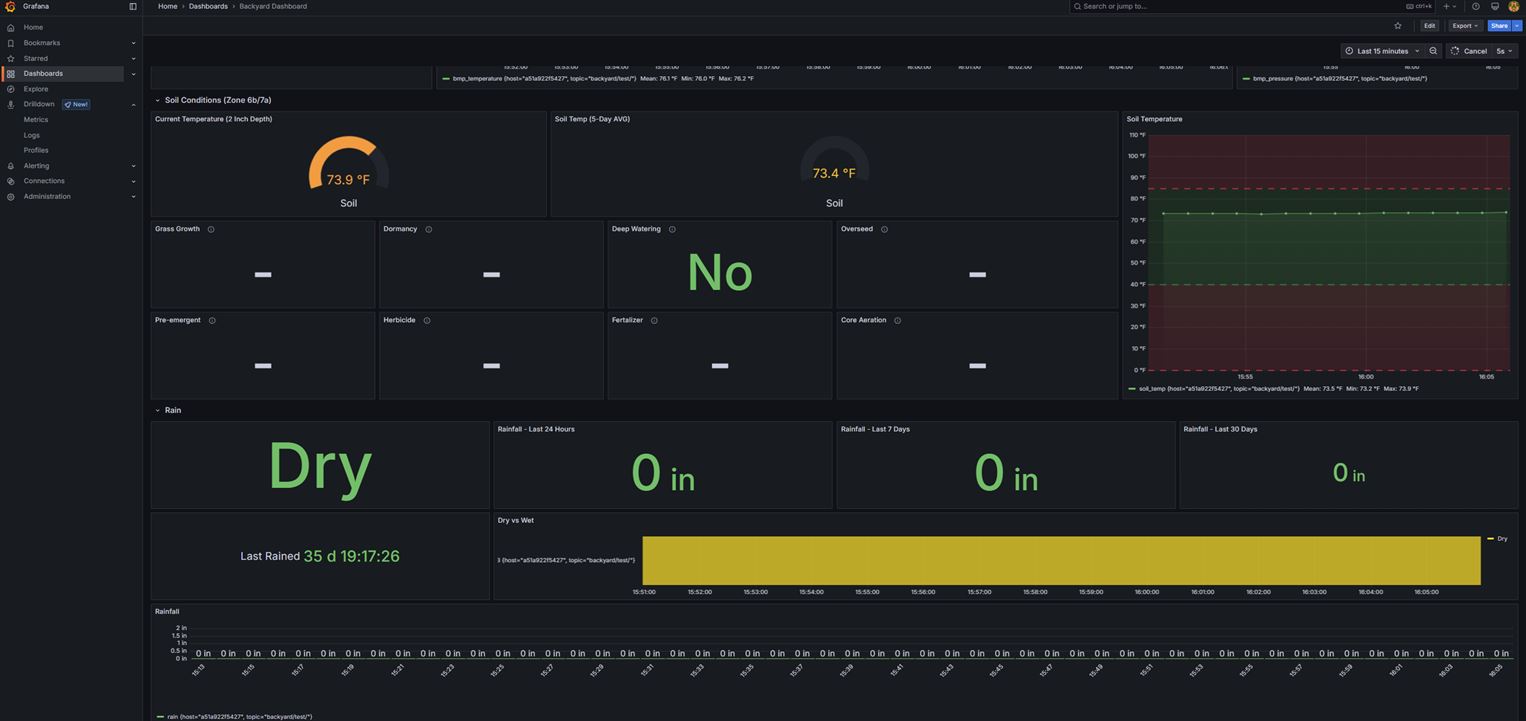 Grafana
Home › Dashboards › Backyard Dashboard
Search or jump to...
ctrl+k
Edit
Export
Share
Last 15 minutes
Cancel
5s
Home
Bookmarks
Starred
Dashboards
Explore
Drilldown
New!
Metrics
Logs
Profiles
Alerting
Connections
Administration
15:52:00 15:53:00 15:54:00 15:55:00 15:56:00 15:57:00 15:58:00 15:59:00 16:00:00 16:01:00 16:02:00 16:03:00 16:04:00 16:05:00
15:55 16:00 16:05
bmp_temperature {host="a51a922f5427", topic="backyard/test/"} Mean: 76.1 °F Min: 76.0 °F Max: 76.2 °F
bmp_pressure {host="a51a922f5427", topic="backyard/test/"}
Soil Conditions (Zone 6b/7a)
Current Temperature (2 Inch Depth)
73.9 °F
Soil
Soil Temp (5-Day AVG)
73.4 °F
Soil
Soil Temperature
110 °F
100 °F
90 °F
80 °F
70 °F
60 °F
50 °F
40 °F
30 °F
20 °F
10 °F
0 °F
15:55 16:00 16:05
soil_temp {host="a51a922f5427", topic="backyard/test/"} Mean: 73.5 °F Min: 73.2 °F Max: 73.9 °F
Grass Growth
–
Dormancy
–
Deep Watering
No
Overseed
–
Pre-emergent
–
Herbicide
–
Fertalizer
–
Core Aeration
–
Rain
Dry
Rainfall - Last 24 Hours
0 in
Rainfall - Last 7 Days
0 in
Rainfall - Last 30 Days
0 in
Last Rained 35 d 19:17:26
Dry vs Wet
3 {host="a51a922f5427", topic="backyard/test/"}
Dry
15:51:00 15:52:00 15:53:00 15:54:00 15:55:00 15:56:00 15:57:00 15:58:00 15:59:00 16:00:00 16:01:00 16:02:00 16:03:00 16:04:00 16:05:00
Rainfall
2 in
1.5 in
1 in
0.5 in
0 in
0 in 0 in 0 in 0 in 0 in 0 in 0 in 0 in 0 in 0 in 0 in 0 in 0 in 0 in 0 in 0 in 0 in 0 in 0 in 0 in 0 in 0 in 0 in 0 in 0 in 0 in 0 in 0 in 0 in 0 in 0 in 0 in 0 in 0 in 0 in 0 in 0 in 0 in 0 in 0 in 0 in 0 in 0 in 0 in 0 in 0 in 0 in 0 in 0 in 0 in 0 in 0 in 0 in
15:13 15:15 15:17 15:19 15:21 15:23 15:25 15:27 15:29 15:31 15:33 15:35 15:37 15:39 15:41 15:43 15:45 15:47 15:49 15:51 15:53 15:55 15:57 15:59 16:01 16:03 16:05
rain {host="a51a922f5427", topic="backyard/test/"}